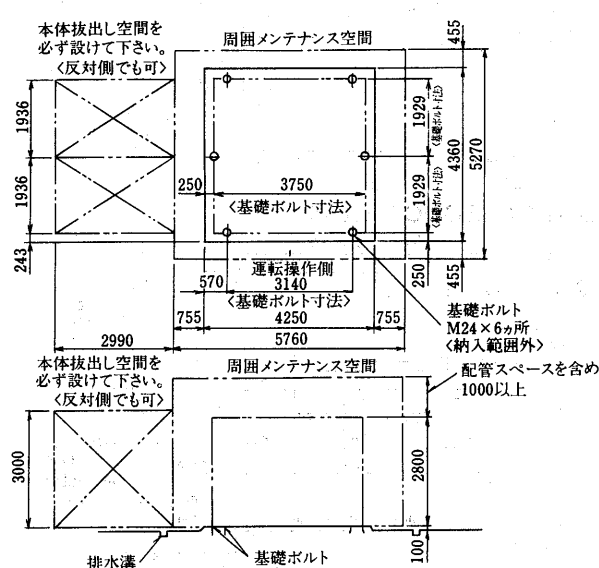 本体抜出し空間を
必ず設けて下さい。
〈反対側でも可〉
周囲メンテナンス空間
455
1936
1936
243
1929
〈基礎ボルト寸法〉
1929
〈基礎ボルト寸法〉
4360
5270
250
3750
〈基礎ボルト寸法〉
運転操作側
570
3140
〈基礎ボルト寸法〉
250
455
755
4250
755
2990
5760
基礎ボルト
M24×6ヵ所
〈納入範囲外〉
本体抜出し空間を
必ず設けて下さい。
〈反対側でも可〉
周囲メンテナンス空間
配管スペースを含め
1000以上
3000
2800
100
排水溝
基礎ボルト